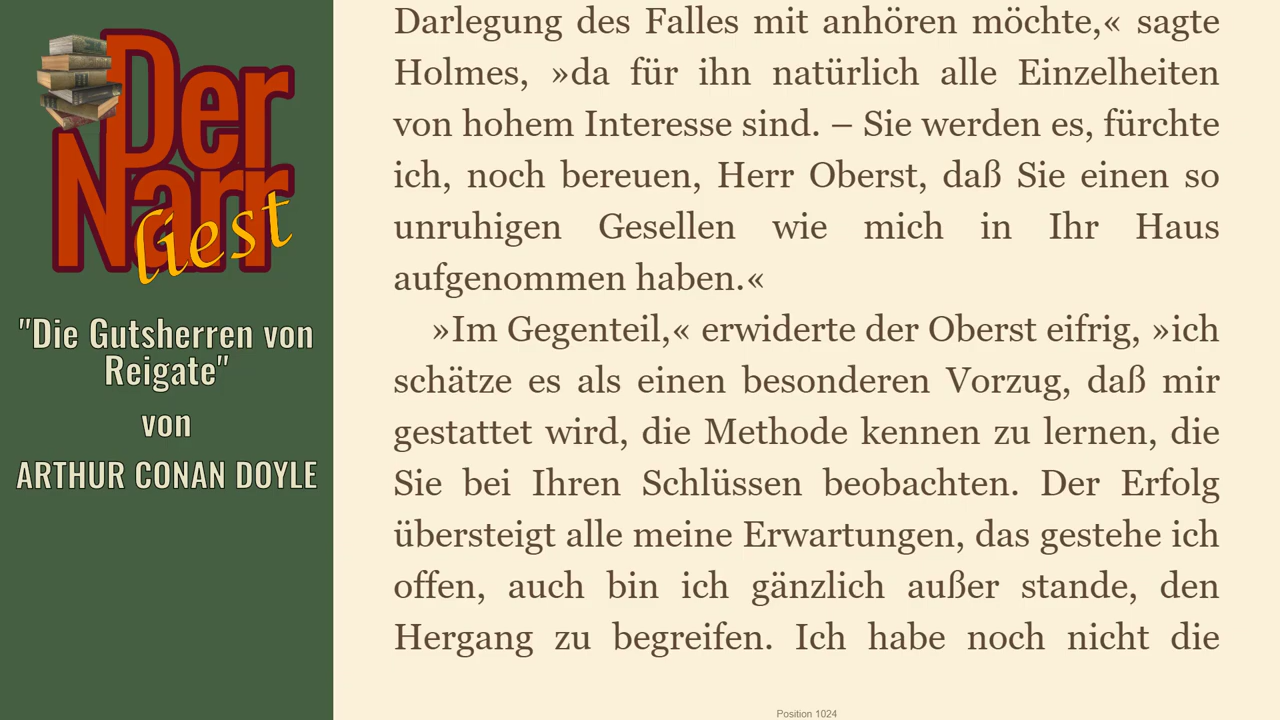 Der
Narr
liest
"Die Gutsherren von
Reigate"
von
ARTHUR CONAN DOYLE
Darlegung des Falles mit anhören möchte,« sagte
Holmes, »da für ihn natürlich alle Einzelheiten
von hohem Interesse sind. – Sie werden es, fürchte
ich, noch bereuen, Herr Oberst, daß Sie einen so
unruhigen Gesellen wie mich in Ihr Haus
aufgenommen haben.«
»Im Gegenteil,« erwiderte der Oberst eifrig, »ich
schätze es als einen besonderen Vorzug, daß mir
gestattet wird, die Methode kennen zu lernen, die
Sie bei Ihren Schlüssen beobachten. Der Erfolg
übersteigt alle meine Erwartungen, das gestehe ich
offen, auch bin ich gänzlich außer stande, den
Hergang zu begreifen. Ich habe noch nicht die
Position 1024